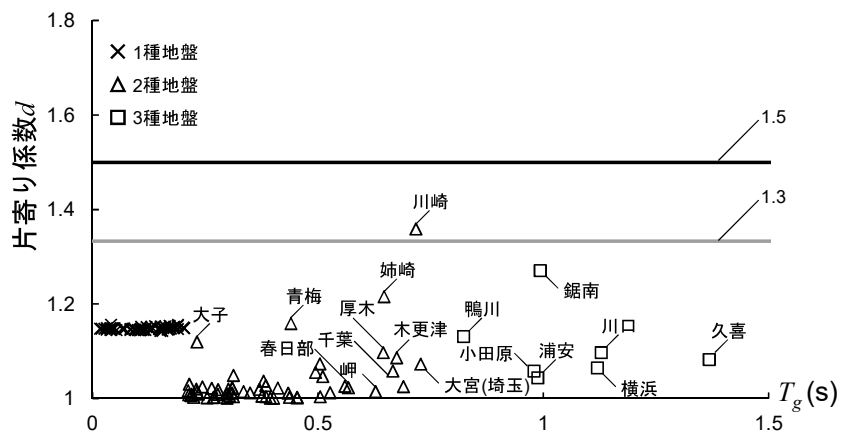 1.8
1.6
1.4
1.2
1
0
0.5
1
1.5
片寄り係数d
T_g (s)
1種地盤
2種地盤
3種地盤
1.5
1.3
川崎
姉崎
鋸南
青梅
厚木
鴨川
大子
木更津
千葉
春日部
岬
小田原
浦安
川口
久喜
大宮(埼玉)
横浜